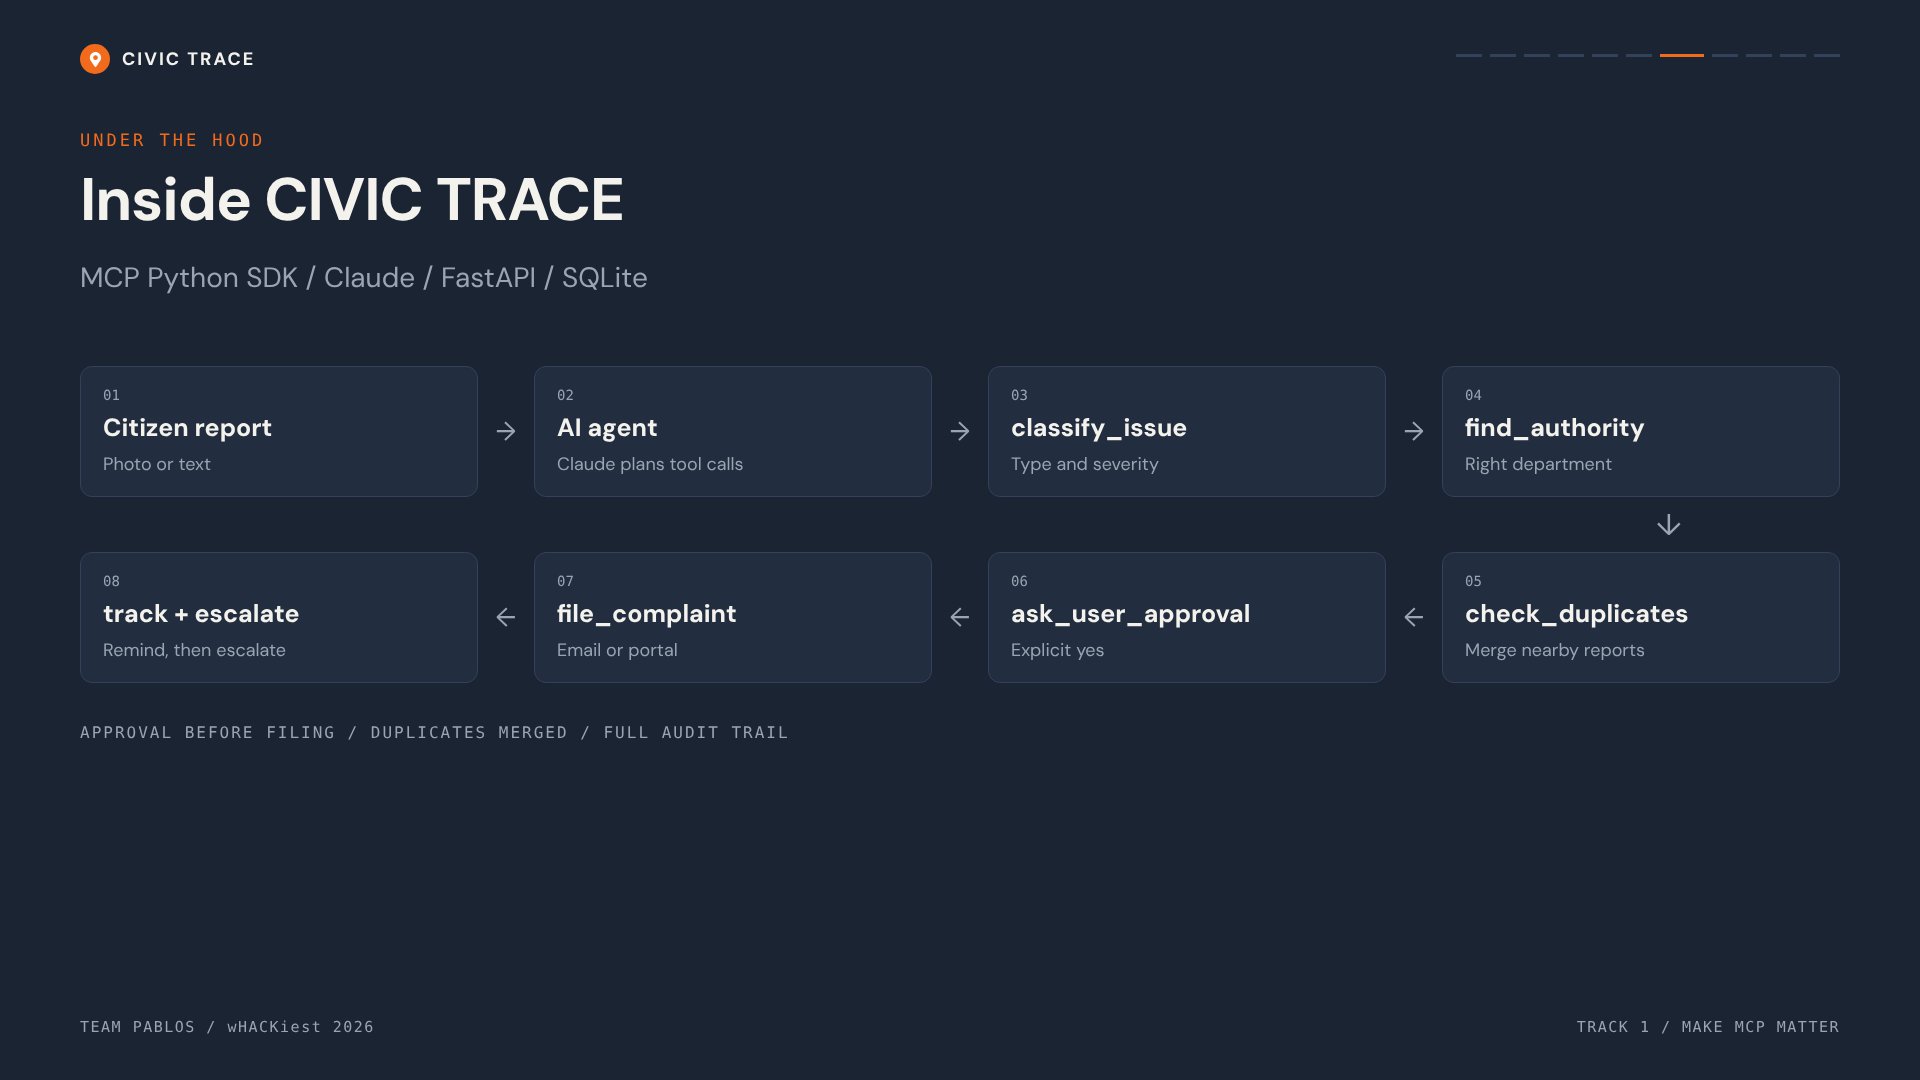 CIVIC TRACE
UNDER THE HOOD
Inside CIVIC TRACE
MCP Python SDK / Claude / FastAPI / SQLite
01
Citizen report
Photo or text
02
AI agent
Claude plans tool calls
03
classify_issue
Type and severity
04
find_authority
Right department
05
check_duplicates
Merge nearby reports
06
ask_user_approval
Explicit yes
07
file_complaint
Email or portal
08
track + escalate
Remind, then escalate
APPROVAL BEFORE FILING / DUPLICATES MERGED / FULL AUDIT TRAIL
TEAM PABLOS / wHACKiest 2026
TRACK 1 / MAKE MCP MATTER